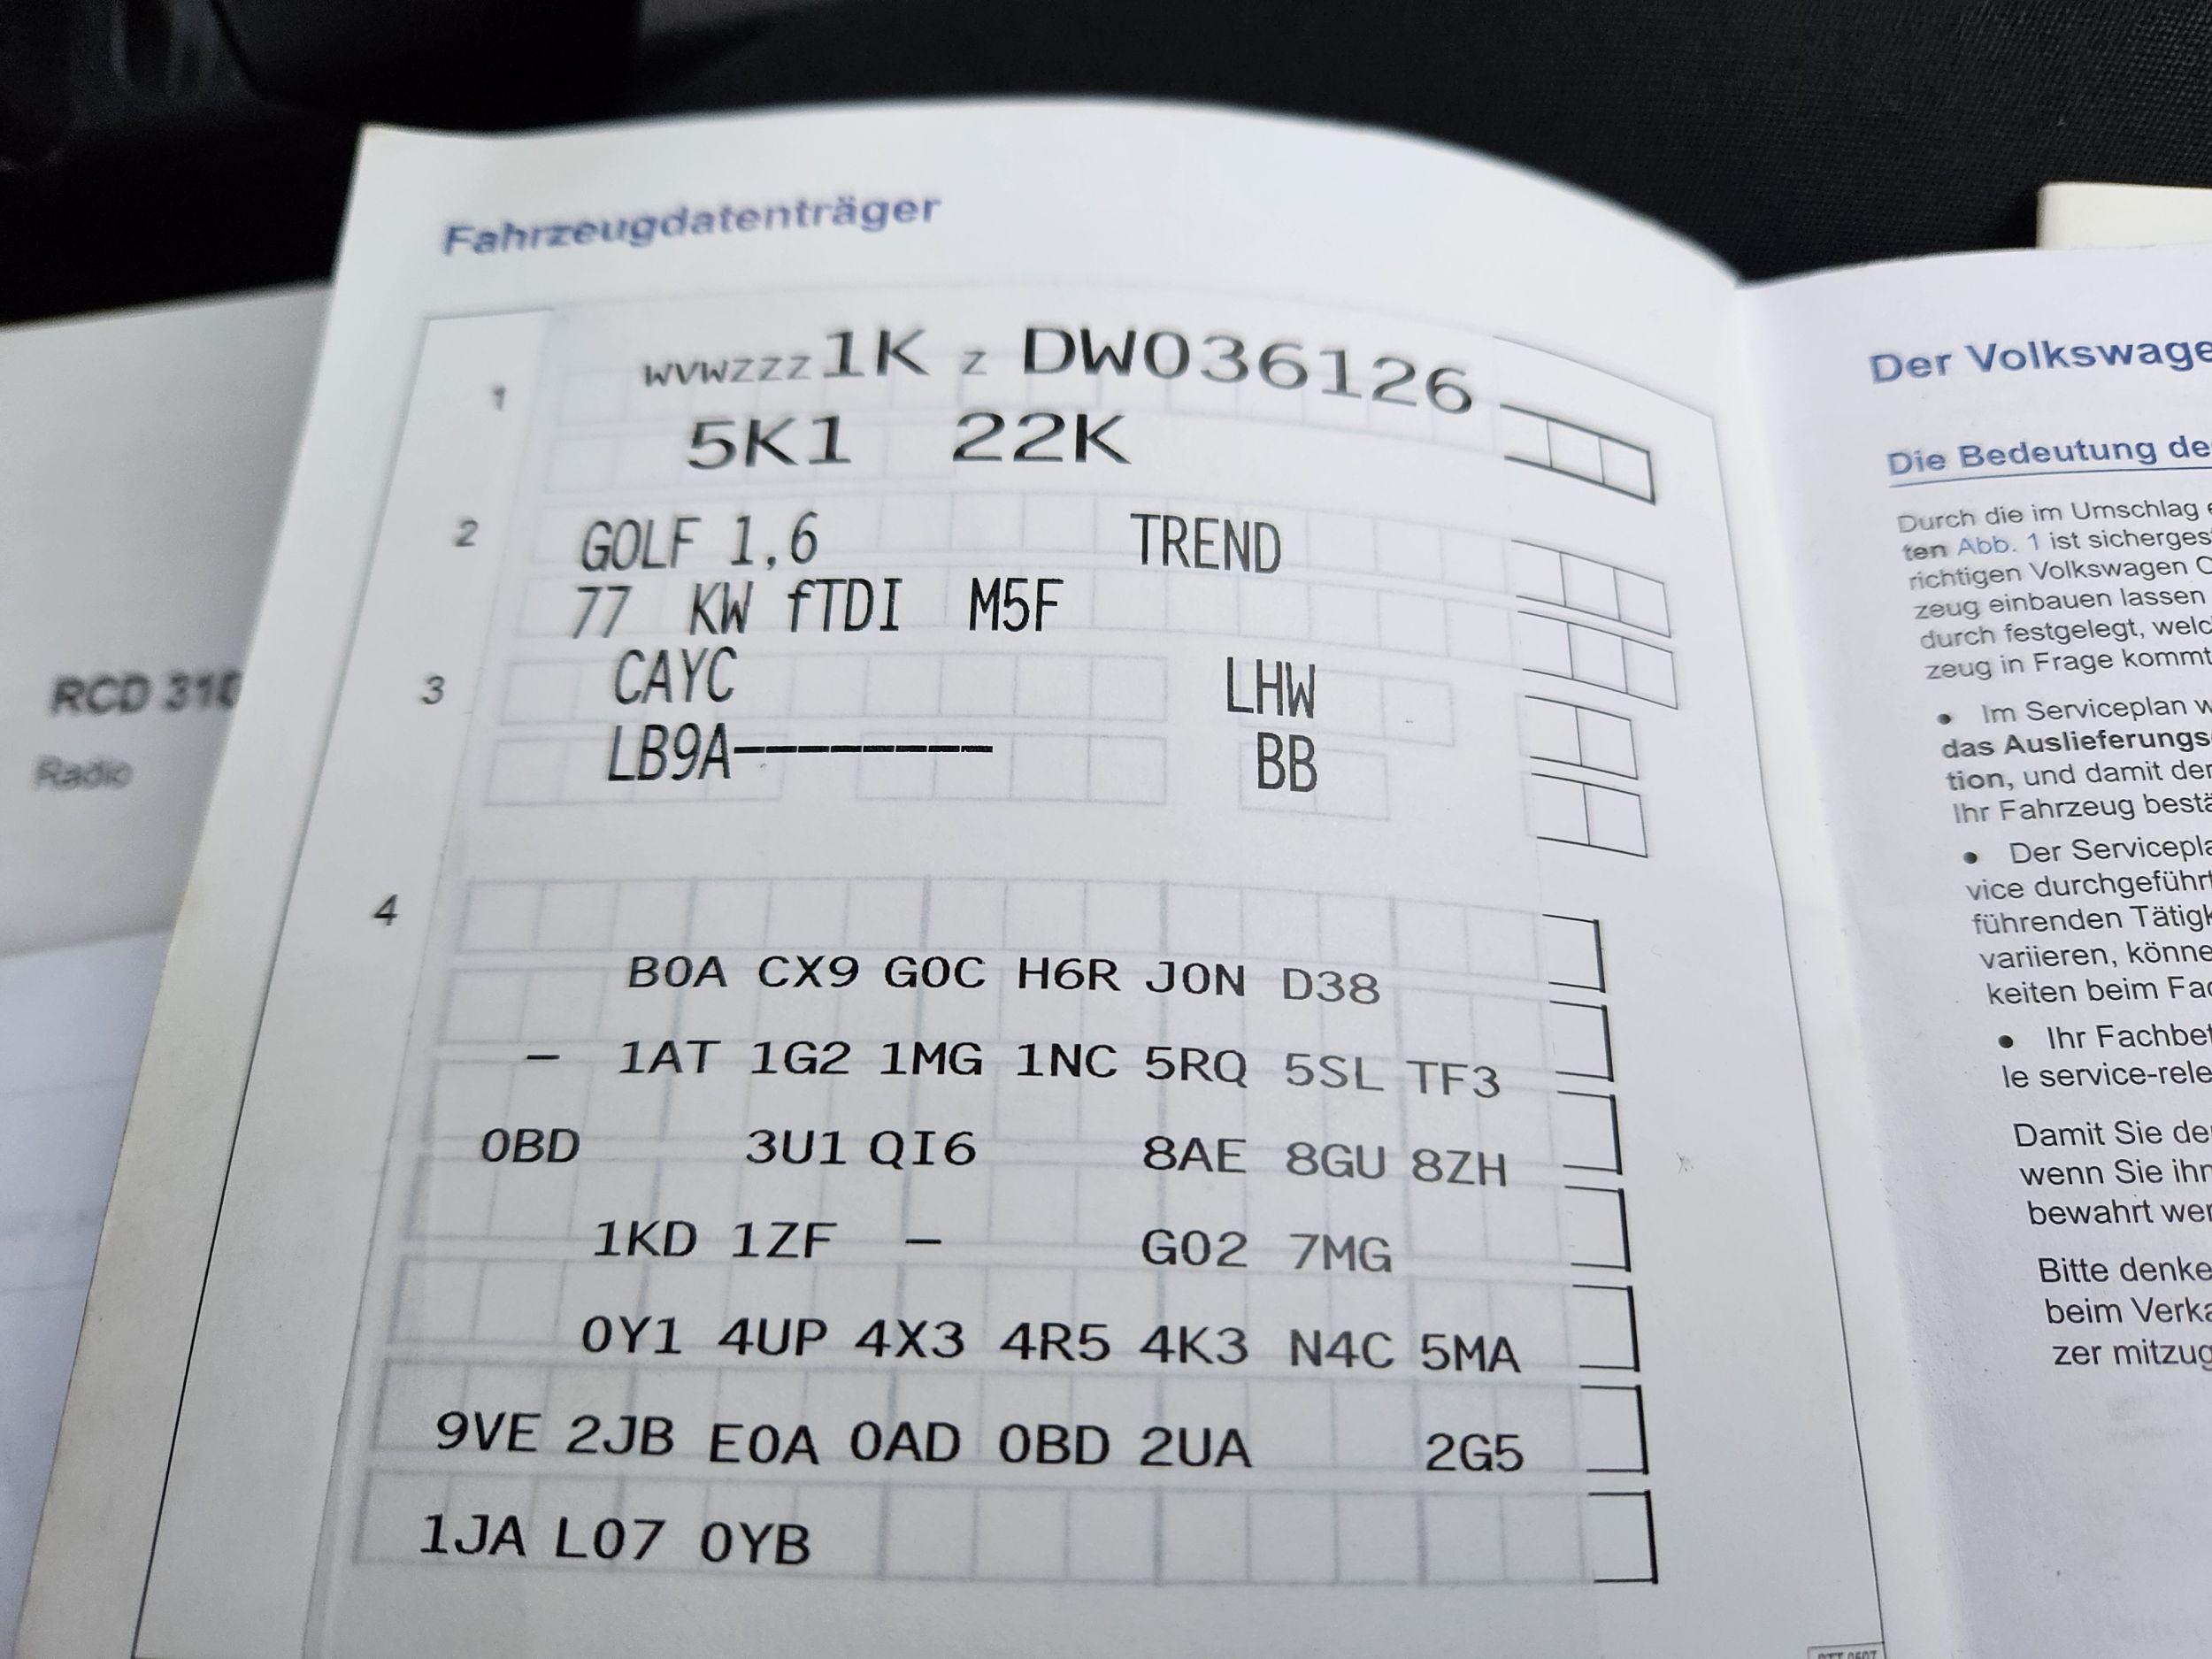 Fahrzeugdatenträger
1
WVWZZZ1K Z DW036126
5K1 22K
2
GOLF 1,6 TREND
77 KW fTDI M5F
3
CAYC LHW
LB9A-------- BB
4
B0A CX9 G0C H6R J0N D38
– 1AT 1G2 1MG 1NC 5RQ 5SL TF3
0BD 3U1 QI6 8AE 8GU 8ZH
1KD 1ZF – G02 7MG
0Y1 4UP 4X3 4R5 4K3 N4C 5MA
9VE 2JB E0A 0AD 0BD 2UA 2G5
1JA L07 0YB
RCD 310
Radio
Der Volkswage
Die Bedeutung de
Durch die im Umschlag
ten Abb. 1 ist sicherges
richtigen Volkswagen
zeug einbauen lassen
durch festgelegt, welc
zeug in Frage kommt
• Im Serviceplan w
das Auslieferungs
tion, und damit der
Ihr Fahrzeug bestä
• Der Servicepla
vice durchgeführt
führenden Tätigk
variieren, könne
keiten beim Fac
• Ihr Fachbet
le service-rele
Damit Sie de
wenn Sie ihr
bewahrt wer
Bitte denke
beim Verka
zer mitzug